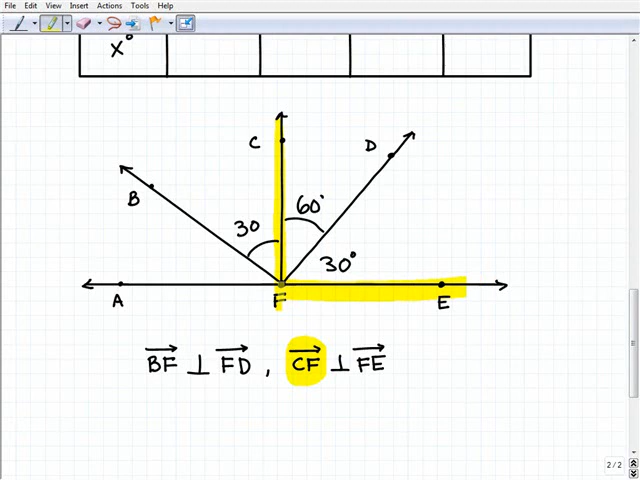 File Edit View Insert Actions Tools Help
X°
C
D
B
60°
30
30°
A
F
E
BF ⊥ FD , CF ⊥ FE
2 / 2